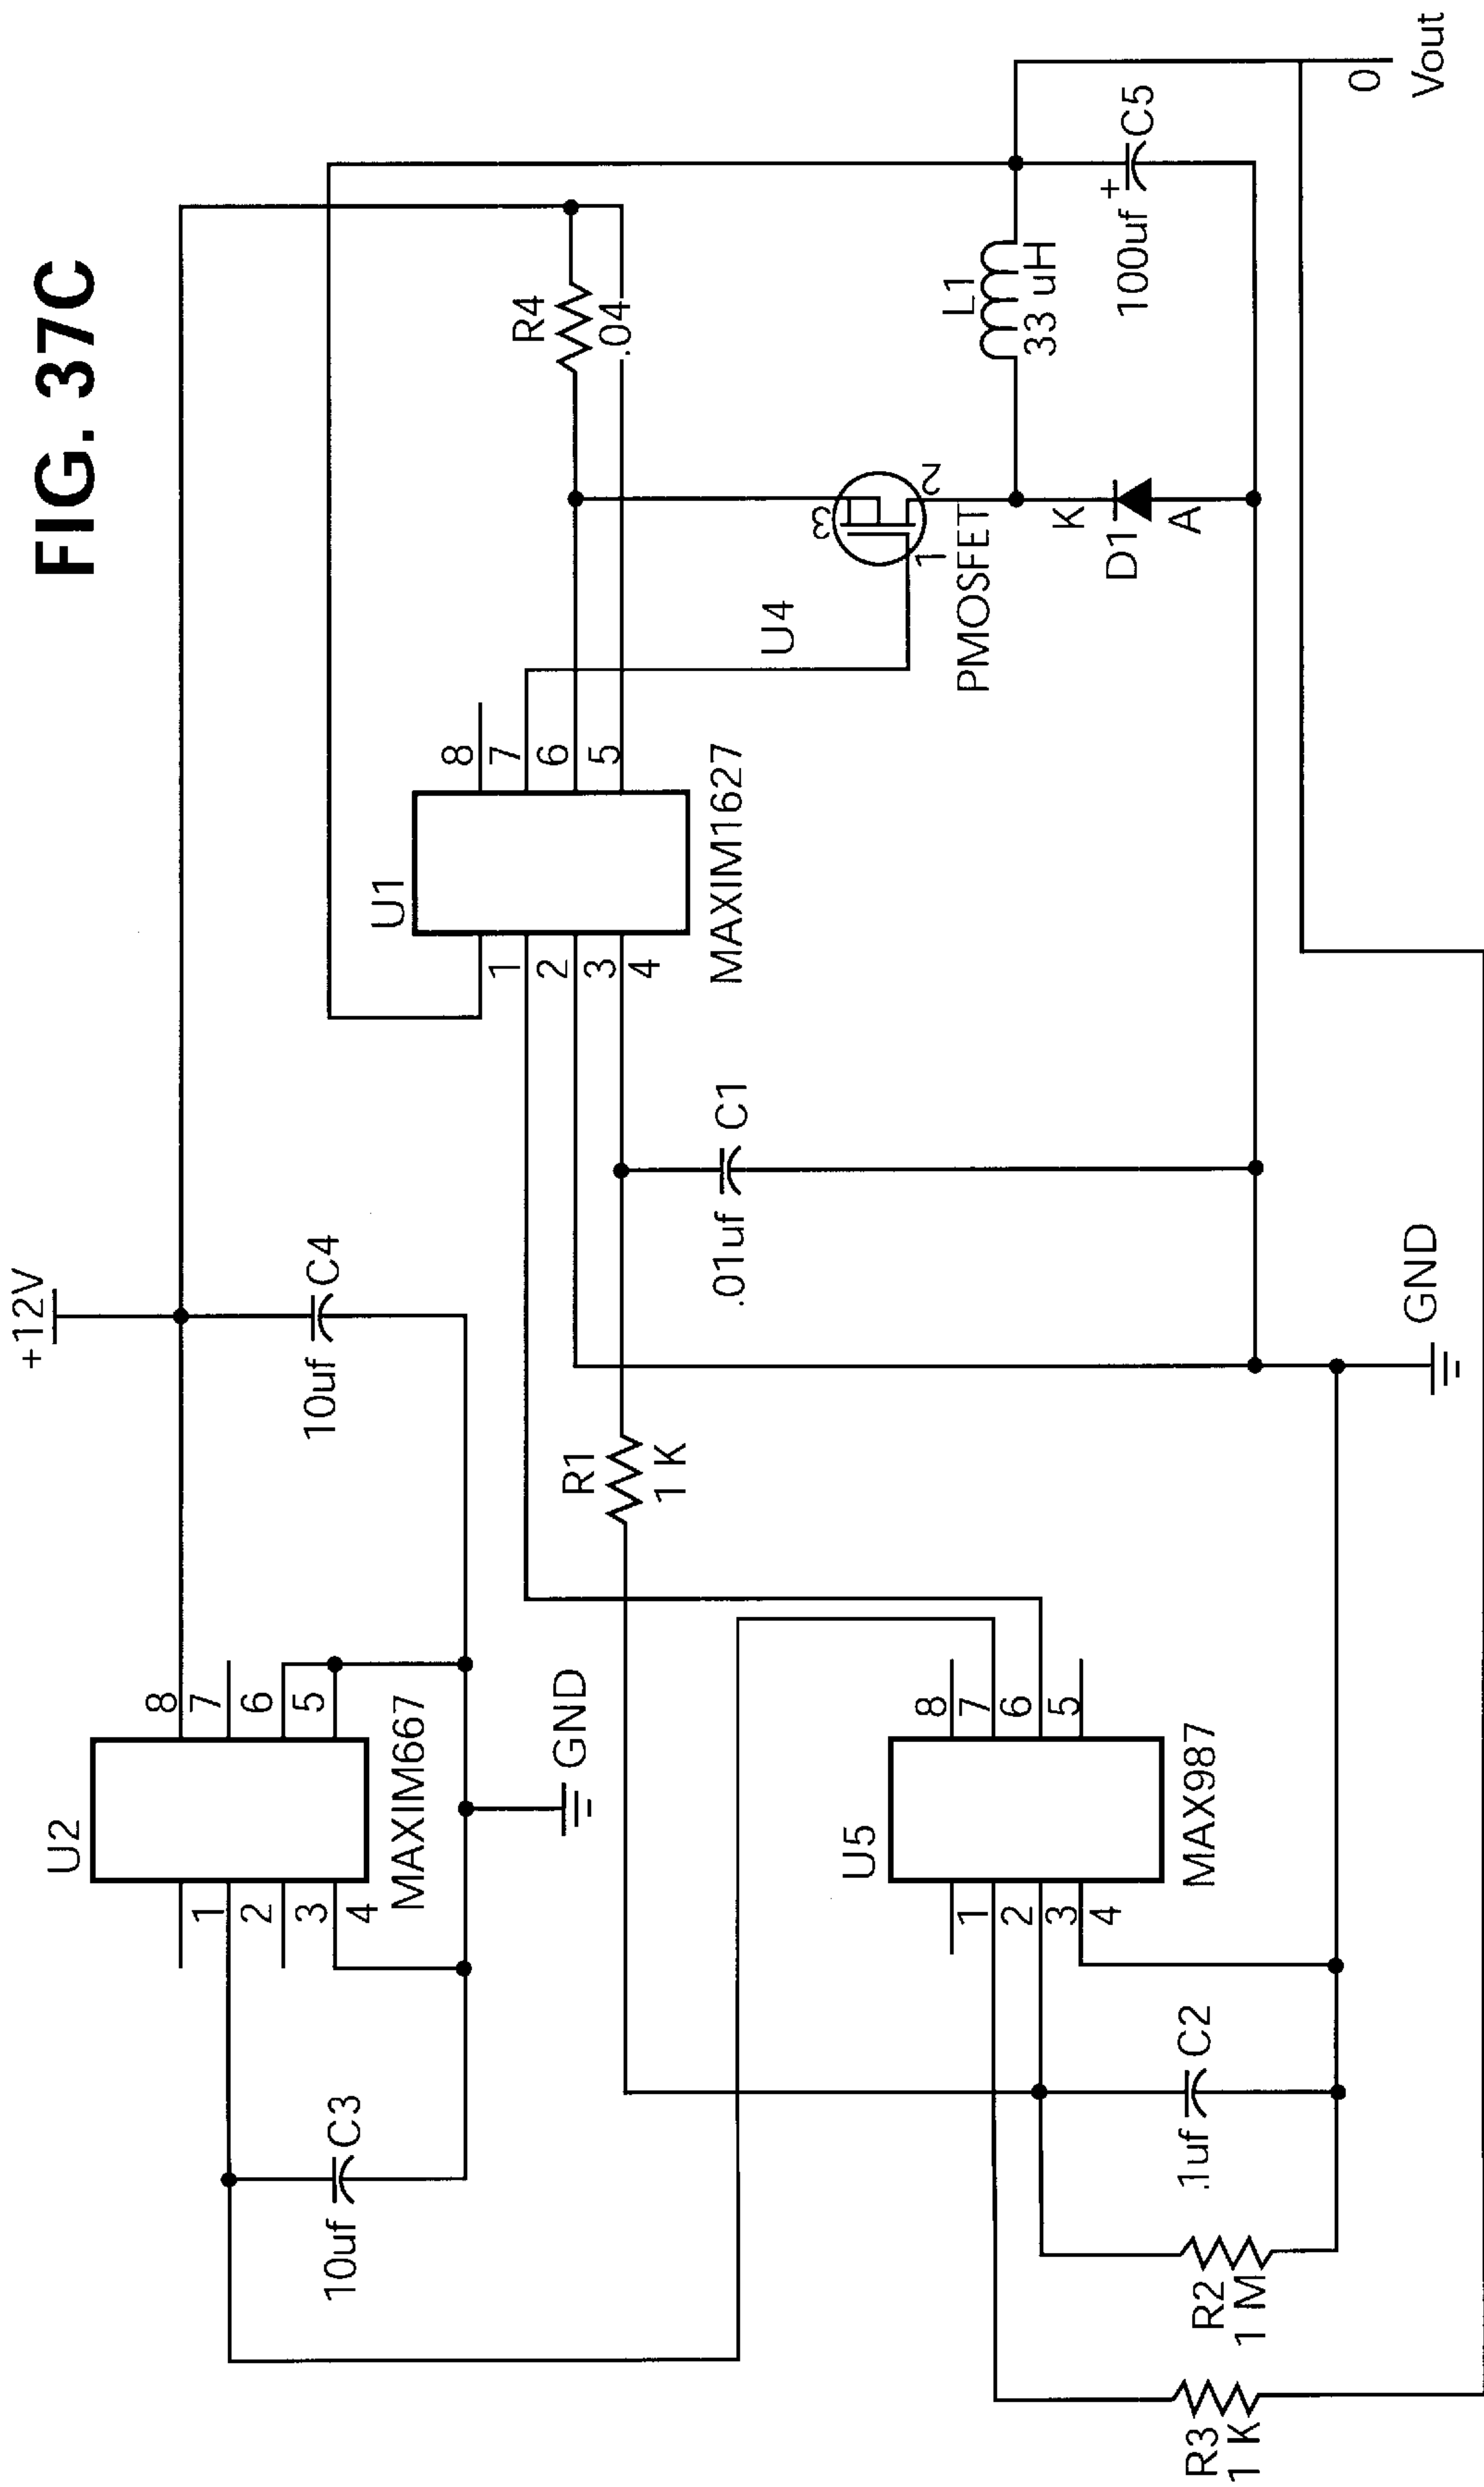 FIG. 37C
+12V
U2
8
7
6
5
1
2
3
4
MAXIM667
10uf
C3
10uf
C4
GND
U1
8
7
6
5
1
2
3
4
MAXIM1627
R4
.04
U4
3
2
1
PMOSFET
L1
33 uH
D1
K
A
100uf
+
C5
0
Vout
.01uf
C1
R1
1 K
GND
U5
8
7
6
5
1
2
3
4
MAX987
.1uf
C2
R2
1 M
R3
1 K